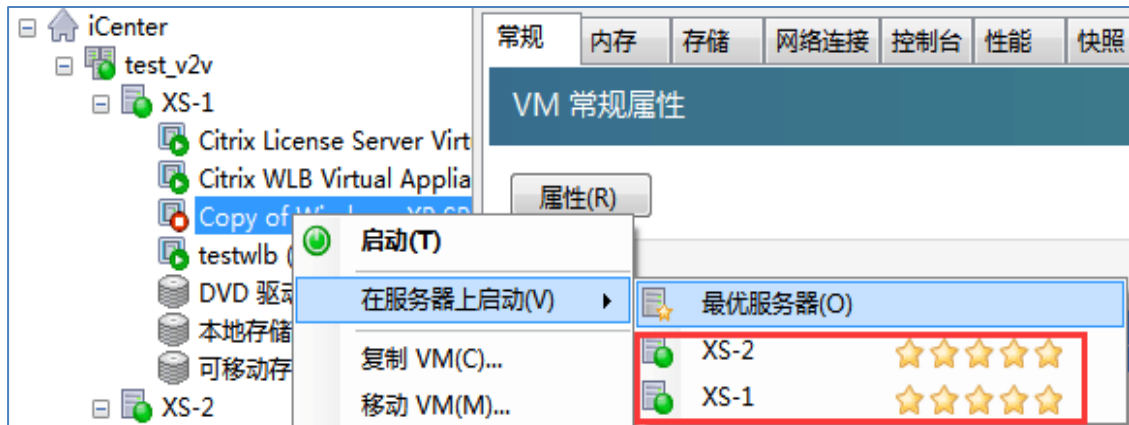 iCenter
test_v2v
XS-1
Citrix License Server Virt
Citrix WLB Virtual Applia
Copy of
testwlb (
DVD 驱
本地存储
可移动存
XS-2
常规 内存 存储 网络连接 控制台 性能 快照
VM 常规属性
属性(R)
启动(T)
在服务器上启动(V)
复制 VM(C)...
移动 VM(M)...
最优服务器(O)
XS-2
XS-1